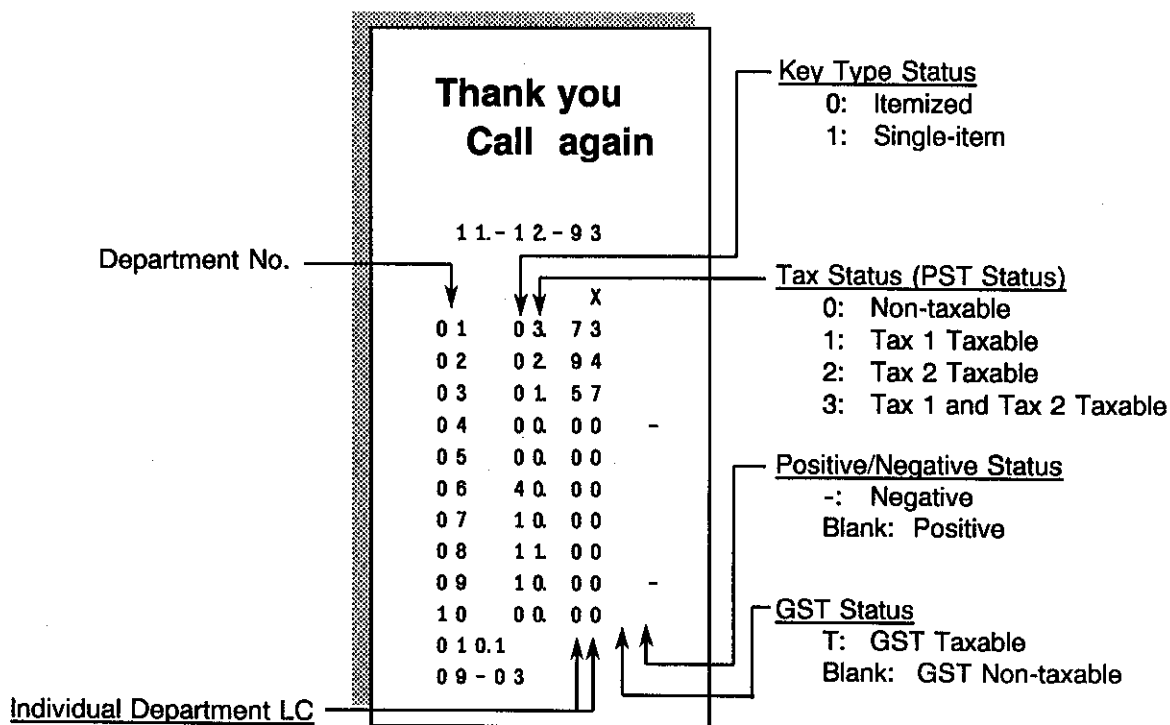 Thank you
Call again
11.-12.-93
X
01 03. 73
02 02. 94
03 01. 57
04 00. 00 -
05 00. 00
06 40. 00
07 10. 00
08 11. 00
09 10. 00 -
10 00. 00
010.1
09-03
Department No.
Individual Department LC
Key Type Status
0: Itemized
1: Single-item
Tax Status (PST Status)
0: Non-taxable
1: Tax 1 Taxable
2: Tax 2 Taxable
3: Tax 1 and Tax 2 Taxable
Positive/Negative Status
-: Negative
Blank: Positive
GST Status
T: GST Taxable
Blank: GST Non-taxable